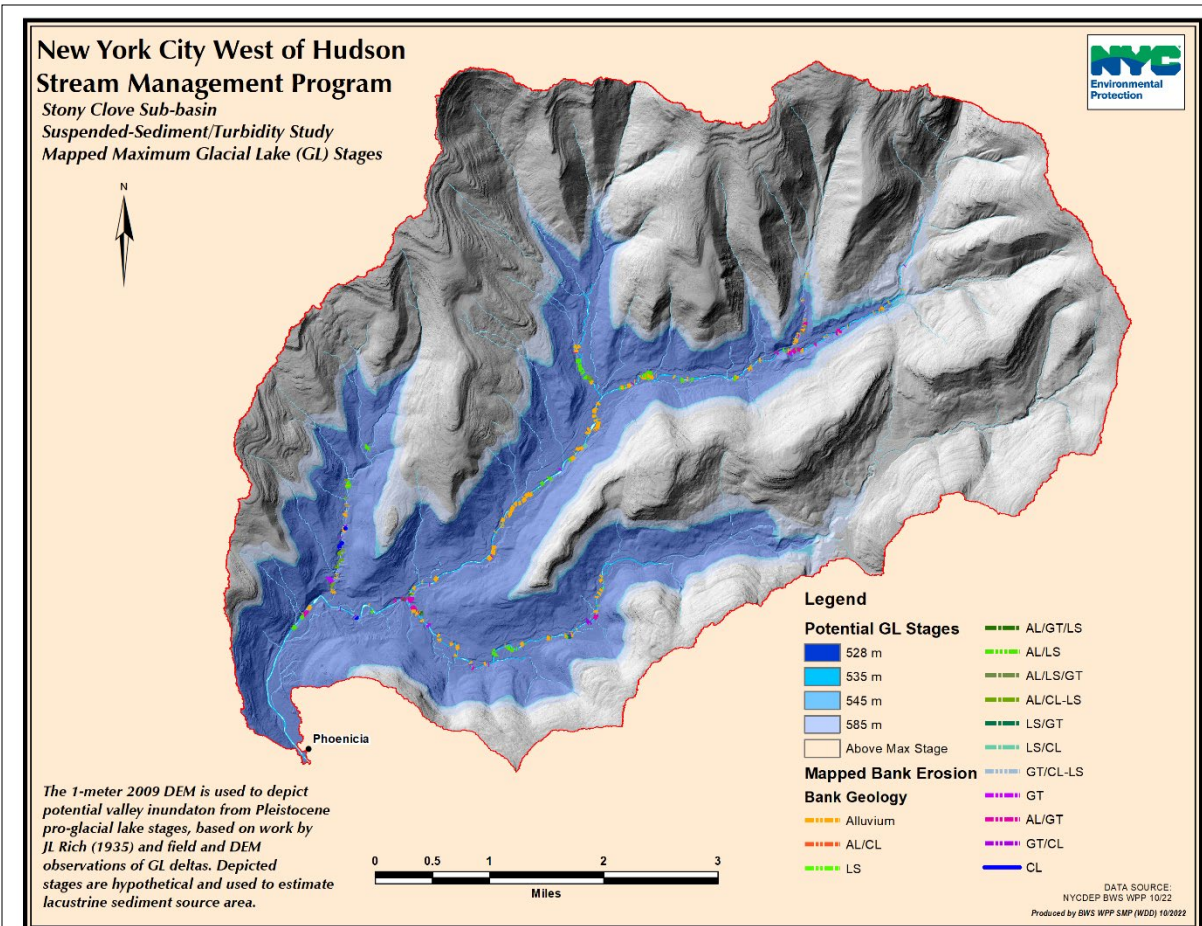 New York City West of Hudson
Stream Management Program
Stony Clove Sub-basin
Suspended-Sediment/Turbidity Study
Mapped Maximum Glacial Lake (GL) Stages
NYC
Environmental
Protection
N
Phoenicia
The 1-meter 2009 DEM is used to depict
potential valley inundaton from Pleistocene
pro-glacial lake stages, based on work by
JL Rich (1935) and field and DEM
observations of GL deltas. Depicted
stages are hypothetical and used to estimate
lacustrine sediment source area.
0 0.5 1 2 3
Miles
Legend
Potential GL Stages
528 m
535 m
545 m
585 m
Above Max Stage
Mapped Bank Erosion
Bank Geology
Alluvium
AL/CL
LS
AL/GT/LS
AL/LS
AL/LS/GT
AL/CL-LS
LS/GT
LS/CL
GT/CL-LS
GT
AL/GT
GT/CL
CL
DATA SOURCE:
NYCDEP BWS WPP 10/22
Produced by BWS WPP SMP (WDD) 10/2022